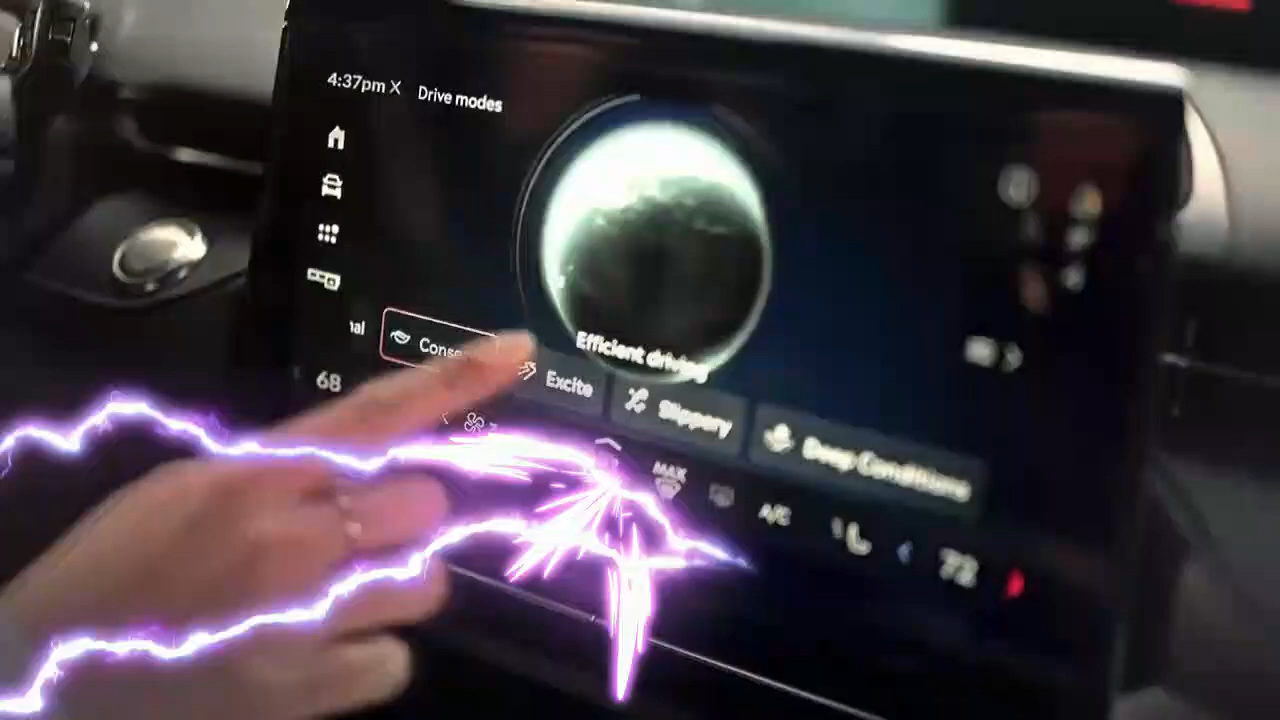 4:37pm X Drive modes
Efficient driving
Excite
Slippery
Deep Conditions
68
MAX
A/C
72